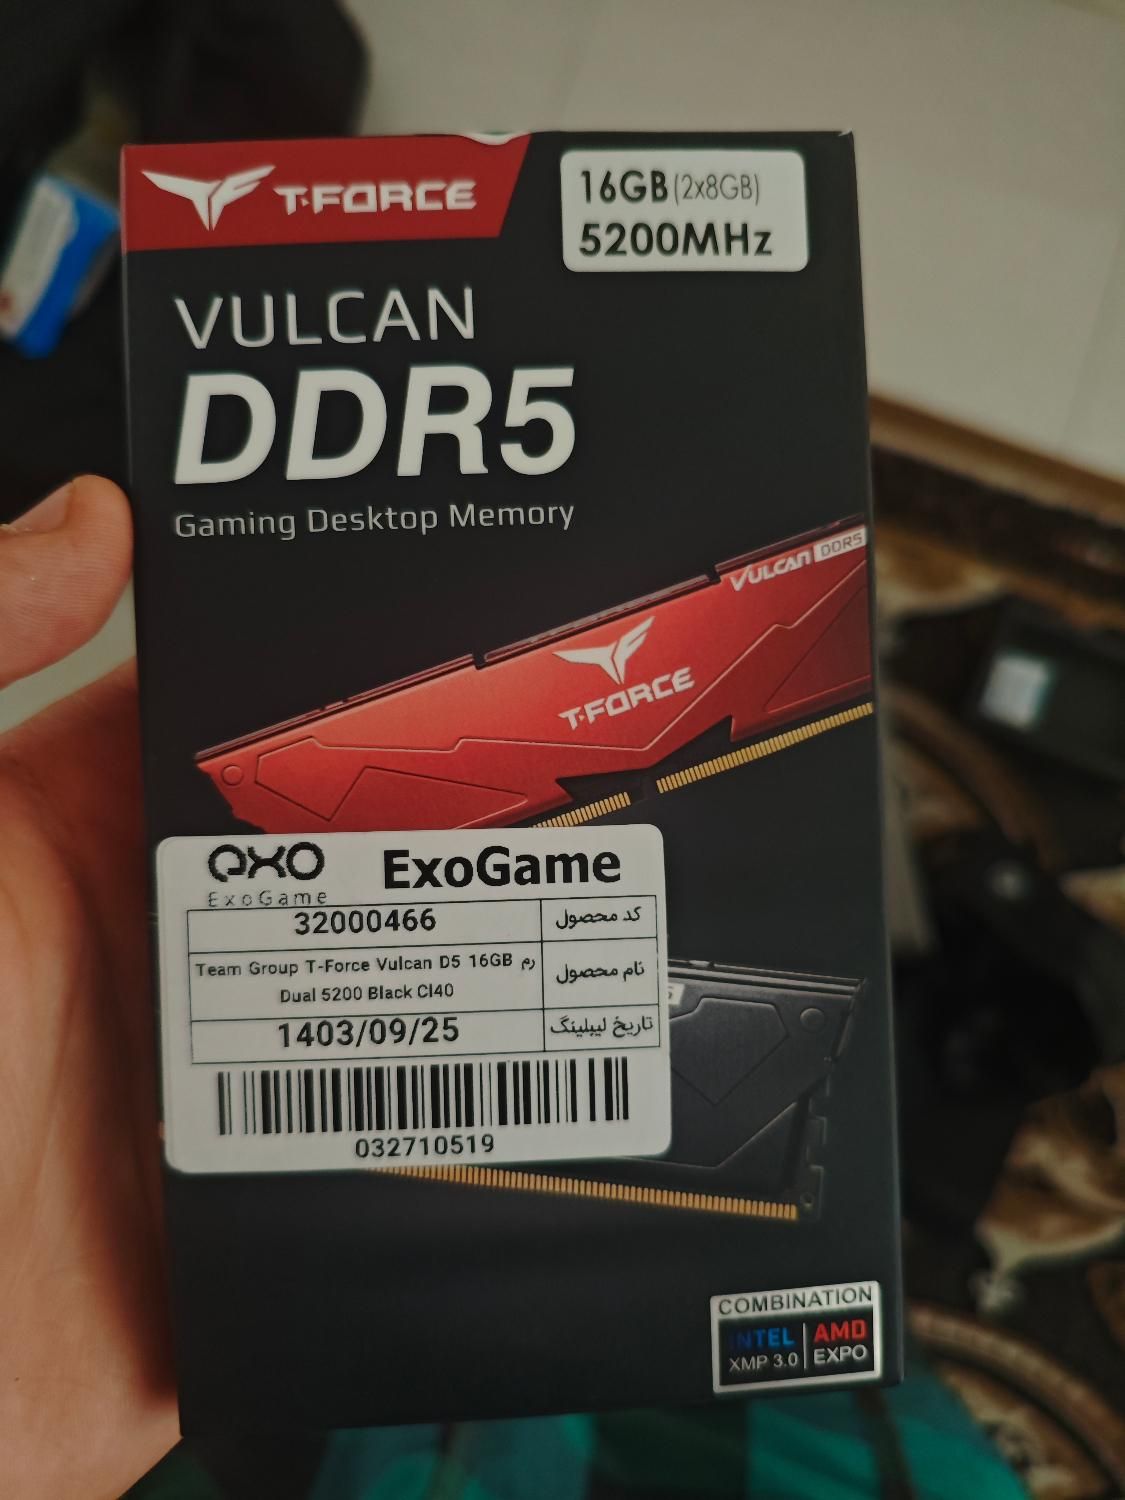 T-FORCE
16GB (2x8GB)
5200MHz
VULCAN
DDR5
Gaming Desktop Memory
VULCAN DDR5
T-FORCE
exo ExoGame
ExoGame
32000466 کد محصول
رم Team Group T-Force Vulcan D5 16GB نام محصول
Dual 5200 Black Cl40
1403/09/25 تاریخ لیبلینگ
032710519
COMBINATION
INTEL AMD
XMP 3.0 EXPO